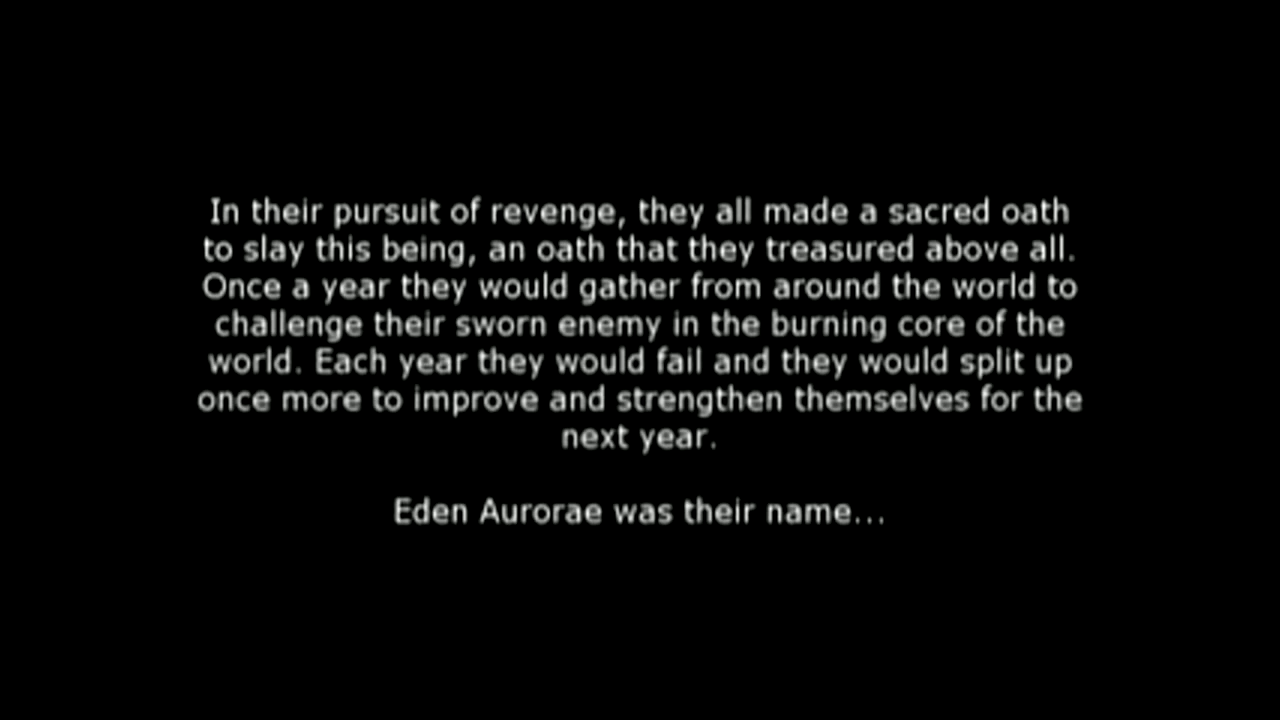 In their pursuit of revenge, they all made a sacred oath
to slay this being, an oath that they treasured above all.
Once a year they would gather from around the world to
challenge their sworn enemy in the burning core of the
world. Each year they would fail and they would split up
once more to improve and strengthen themselves for the
next year.
Eden Aurorae was their name...